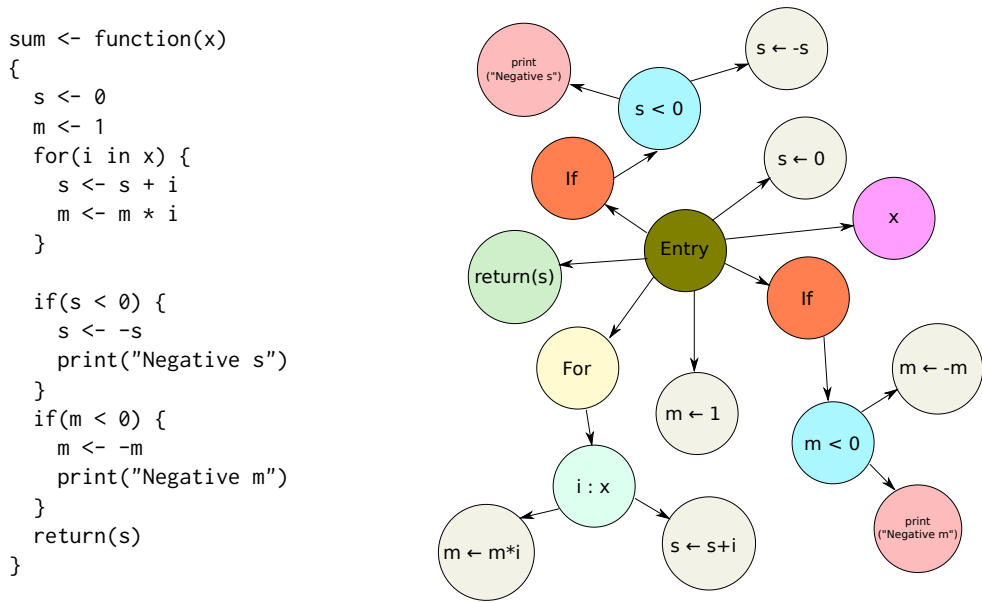 sum <- function(x)
{
  s <- 0
  m <- 1
  for(i in x) {
    s <- s + i
    m <- m * i
  }

  if(s < 0) {
    s <- -s
    print("Negative s")
  }
  if(m < 0) {
    m <- -m
    print("Negative m")
  }
  return(s)
}
print
("Negative s")
s ← -s
s < 0
s ← 0
If
x
Entry
return(s)
If
For
m ← 1
m ← -m
m < 0
i : x
print
("Negative m")
m ← m*i
s ← s+i